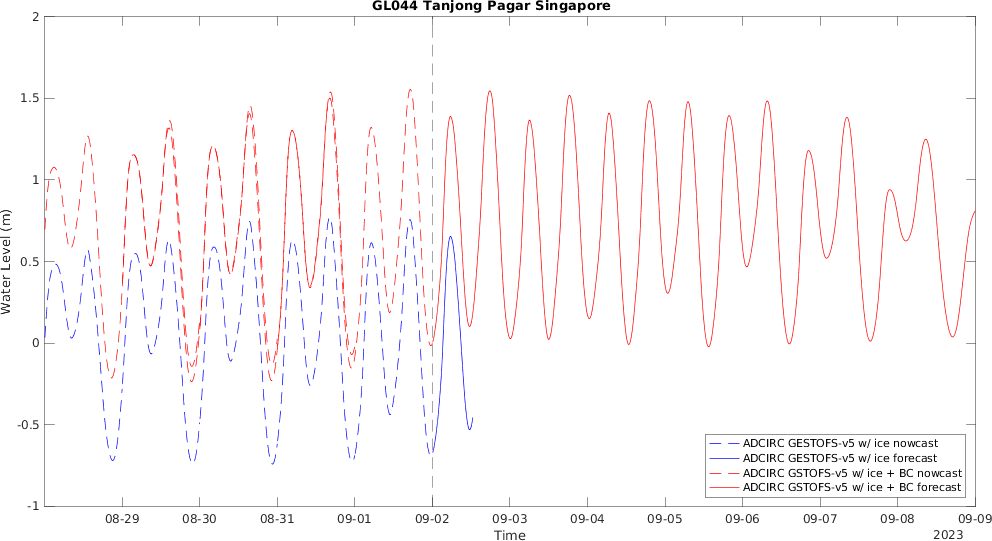 GL044 Tanjong Pagar Singapore
Water Level (m)
2
1.5
1
0.5
0
-0.5
-1
08-29 08-30 08-31 09-01 09-02 09-03 09-04 09-05 09-06 09-07 09-08 09-09
Time
2023
ADCIRC GESTOFS-v5 w/ ice nowcast
ADCIRC GESTOFS-v5 w/ ice forecast
ADCIRC GSTOFS-v5 w/ ice + BC nowcast
ADCIRC GSTOFS-v5 w/ ice + BC forecast